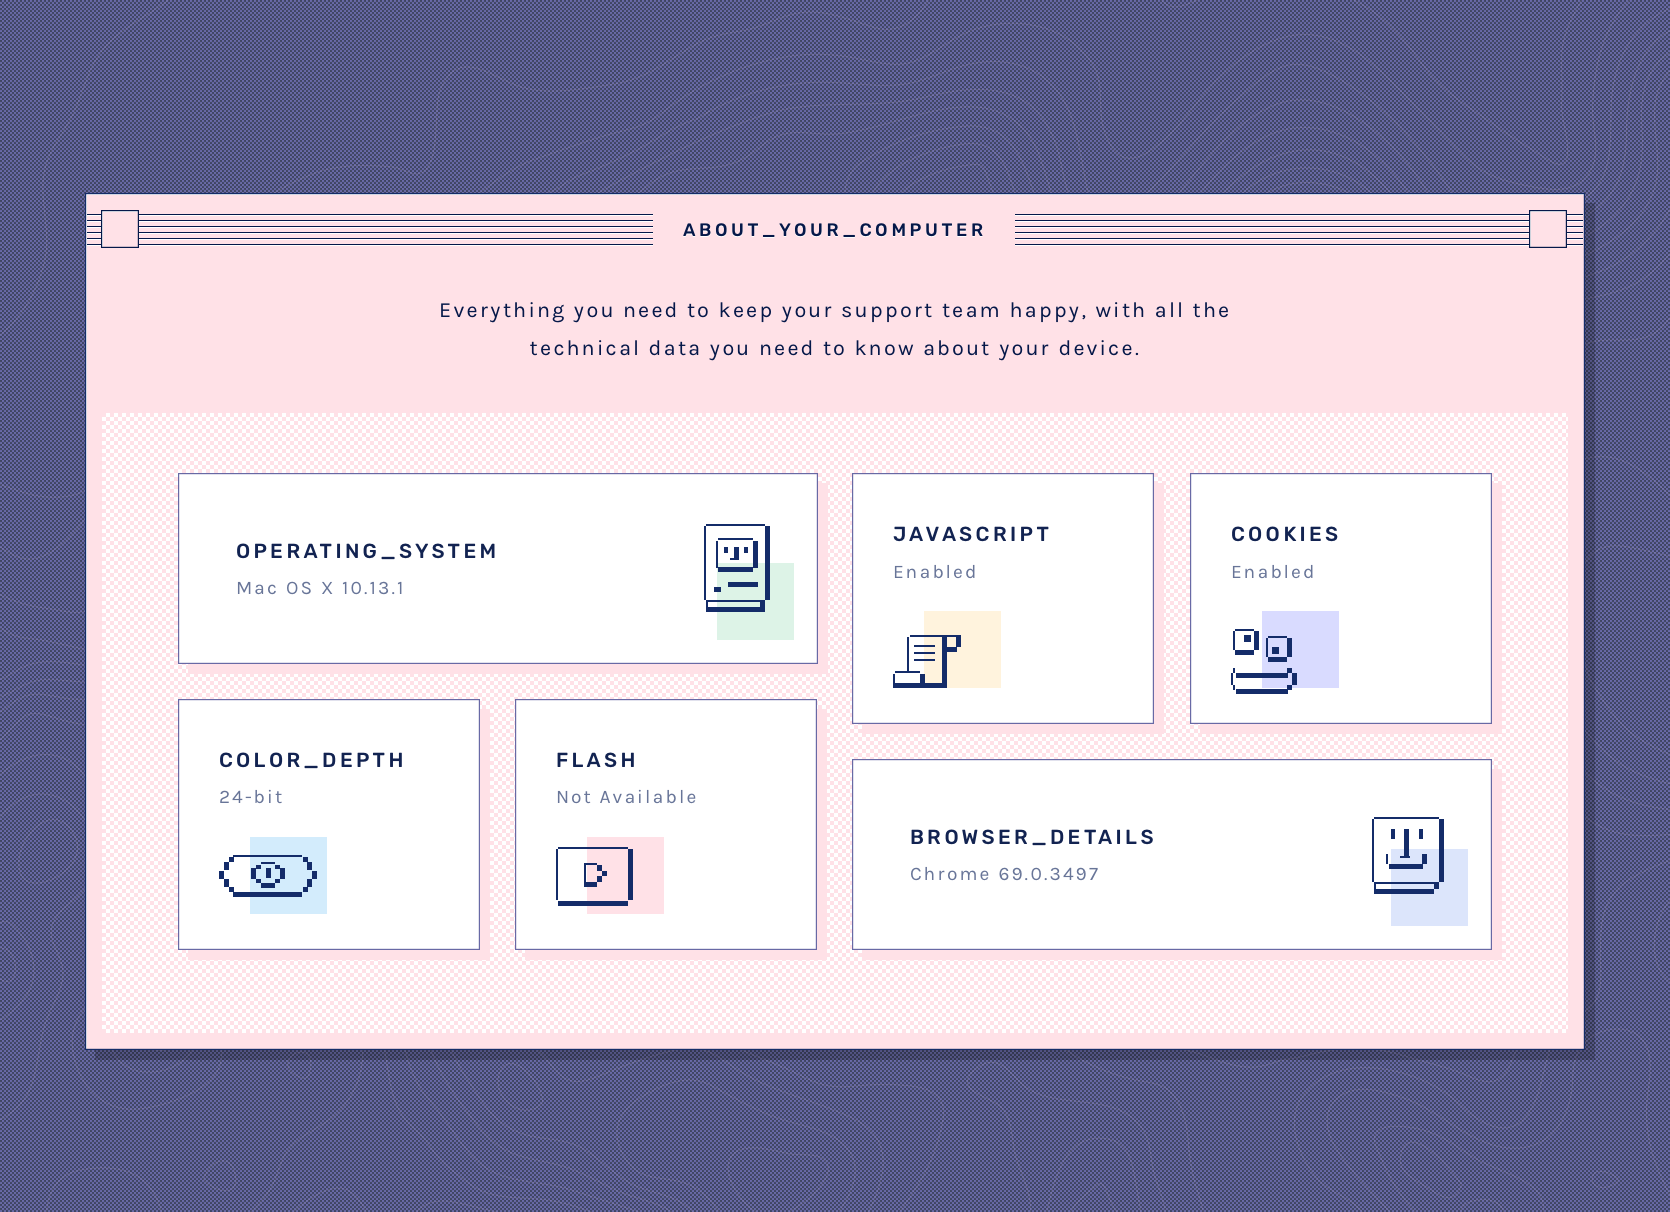 ABOUT_YOUR_COMPUTER
Everything you need to keep your support team happy, with all the
technical data you need to know about your device.
OPERATING_SYSTEM
Mac OS X 10.13.1
JAVASCRIPT
Enabled
COOKIES
Enabled
COLOR_DEPTH
24-bit
FLASH
Not Available
BROWSER_DETAILS
Chrome 69.0.3497